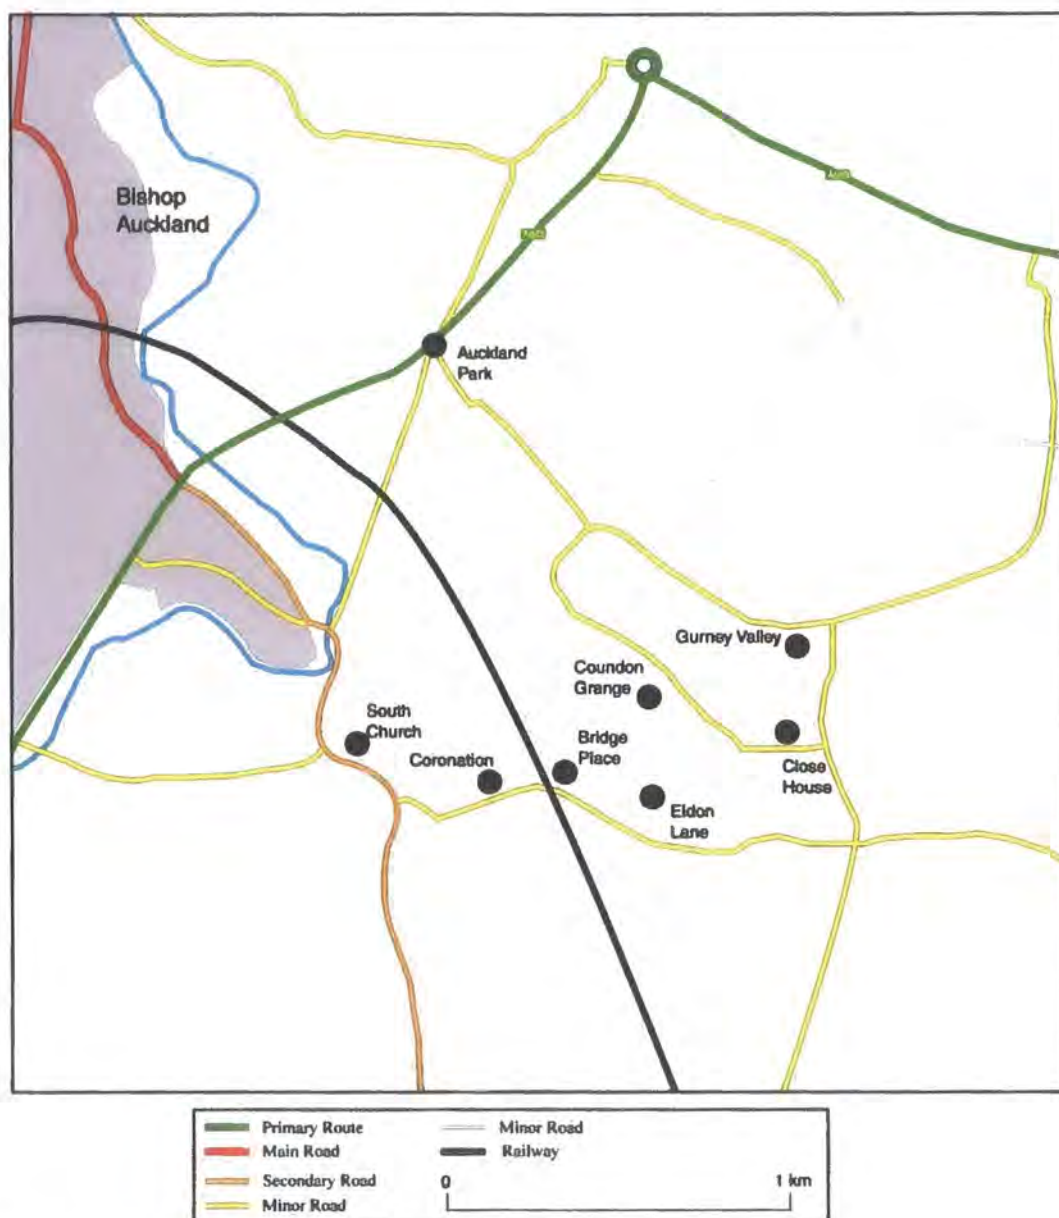 Bishop
Auckland
Auckland
Park
Gurney Valley
Coundon
Grange
South
Church
Bridge
Place
Coronation
Close
House
Eldon
Lane
Primary Route
Main Road
Secondary Road
Minor Road
Minor Road
Railway
0
1 km